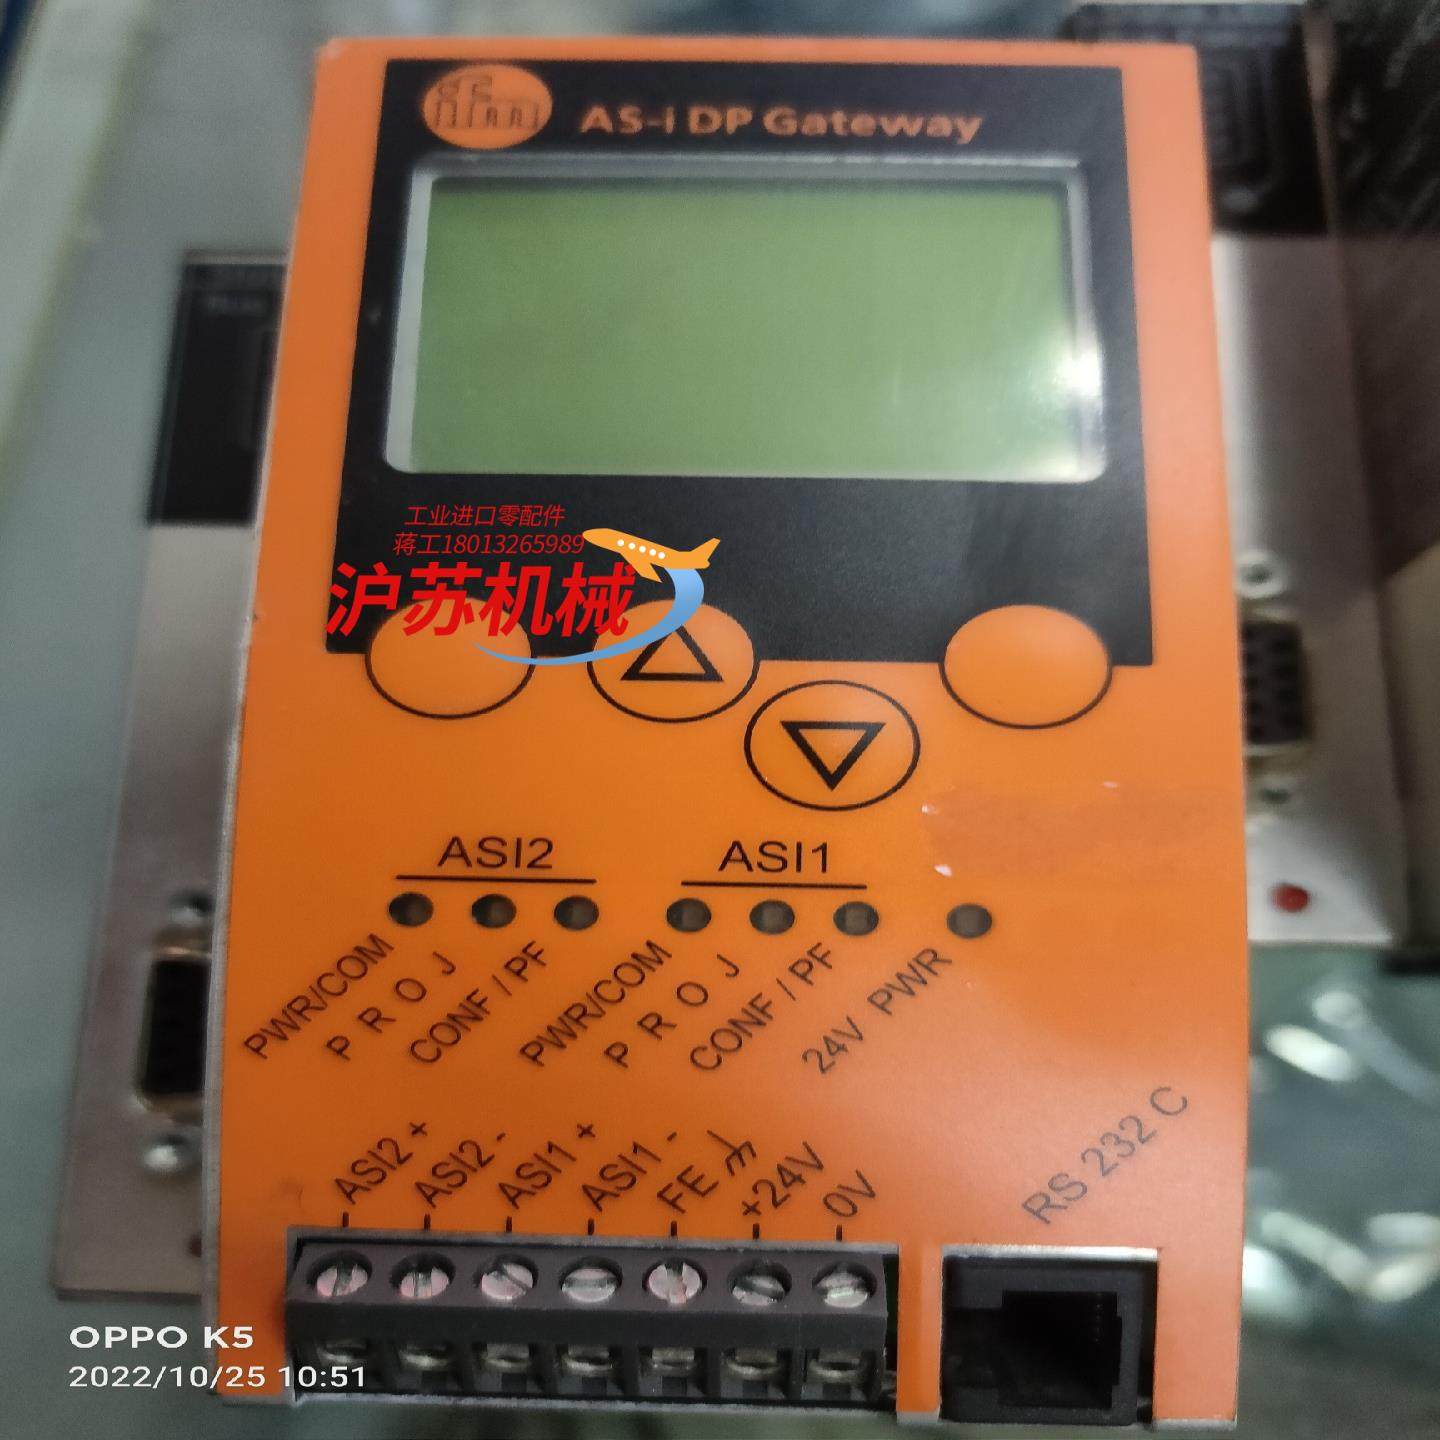 ifm
AS-i DP Gateway
工业进口零配件
蒋工18013265989
沪苏机械
ASI2
ASI1
PWR/COM
PROJ
CONF / PF
PWR/COM
PROJ
CONF / PF
24V PWR
ASI2 +
ASI2 -
ASI1 +
ASI1 -
FE
+24V
0V
RS 232 C
OPPO K5
2022/10/25 10:51